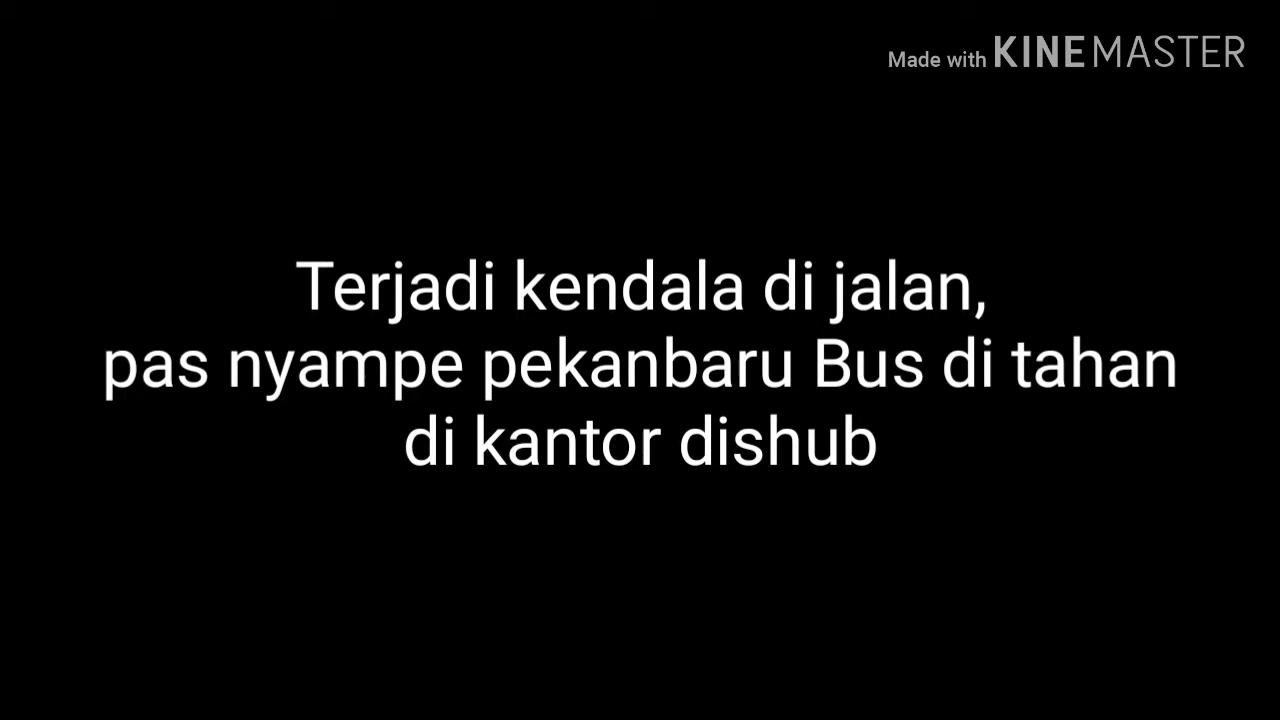 Made with KINEMASTER
Terjadi kendala di jalan,
pas nyampe pekanbaru Bus di tahan
di kantor dishub